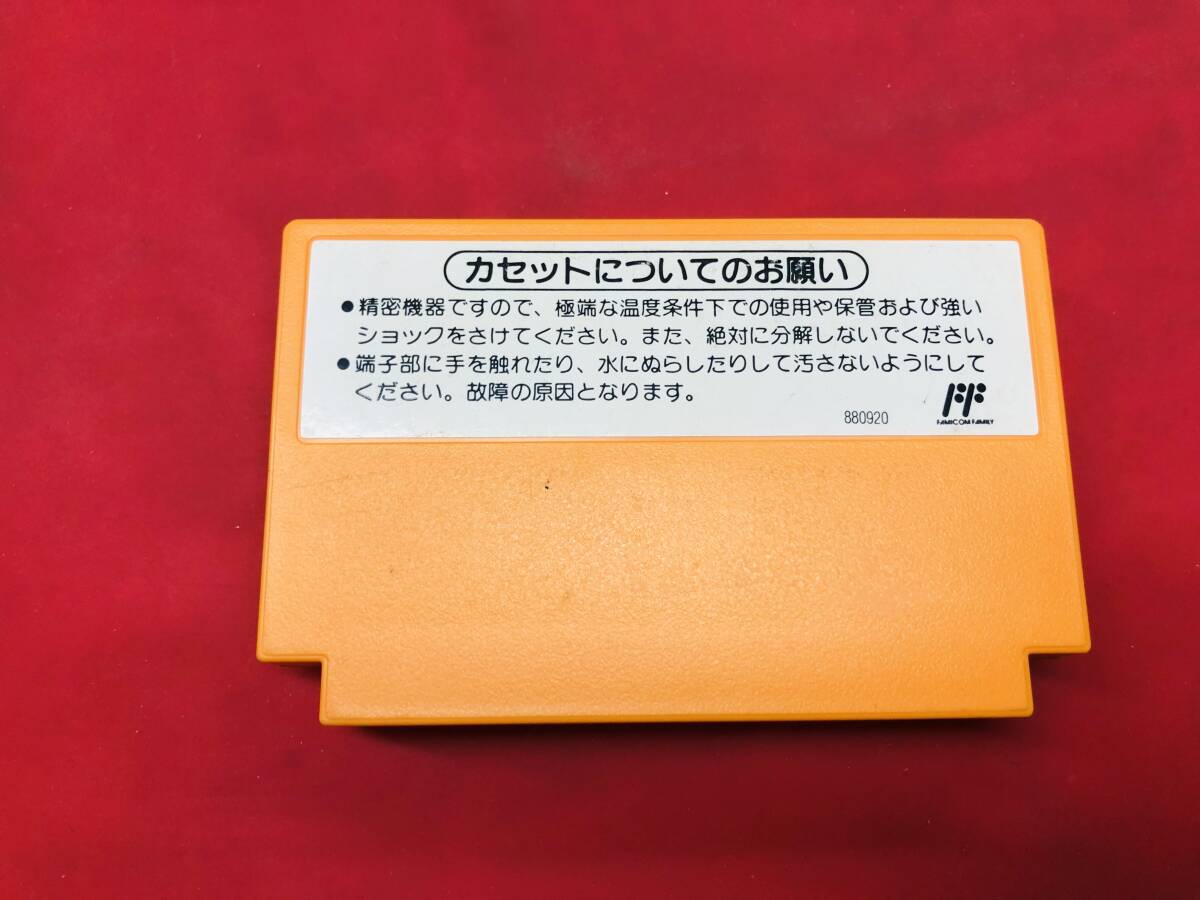 カセットについてのお願い
●精密機器ですので、極端な温度条件下での使用や保管および強い
ショックをさけてください。また、絶対に分解しないでください。
●端子部に手を触れたり、水にぬらしたりして汚さないようにして
ください。故障の原因となります。
880920
FAMICOM FAMILY